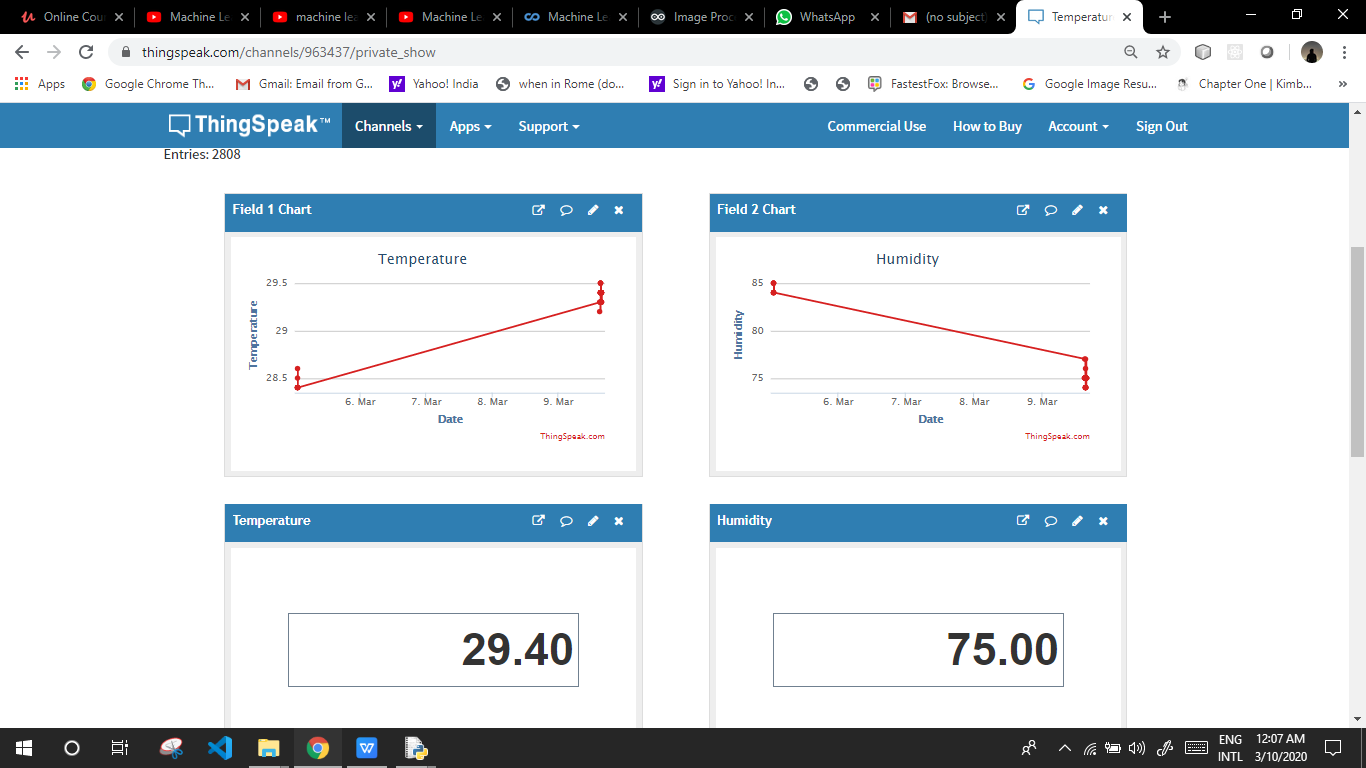 Online Cou
Machine Le
machine lea
Machine Le
Machine Le
Image Proc
WhatsApp
(no subject)
Temperatur
thingspeak.com/channels/963437/private_show
Apps
Google Chrome Th...
Gmail: Email from G...
Yahoo! India
when in Rome (do...
Sign in to Yahoo! In...
FastestFox: Browse...
Google Image Resu...
Chapter One | Kimb...
»
ThingSpeak™
Channels
Apps
Support
Commercial Use
How to Buy
Account
Sign Out
Entries: 2808
Field 1 Chart
Temperature
Temperature
29.5
29
28.5
6. Mar
7. Mar
8. Mar
9. Mar
Date
ThingSpeak.com
Field 2 Chart
Humidity
Humidity
85
80
75
6. Mar
7. Mar
8. Mar
9. Mar
Date
ThingSpeak.com
Temperature
29.40
Humidity
75.00
ENG
INTL
12:07 AM
3/10/2020